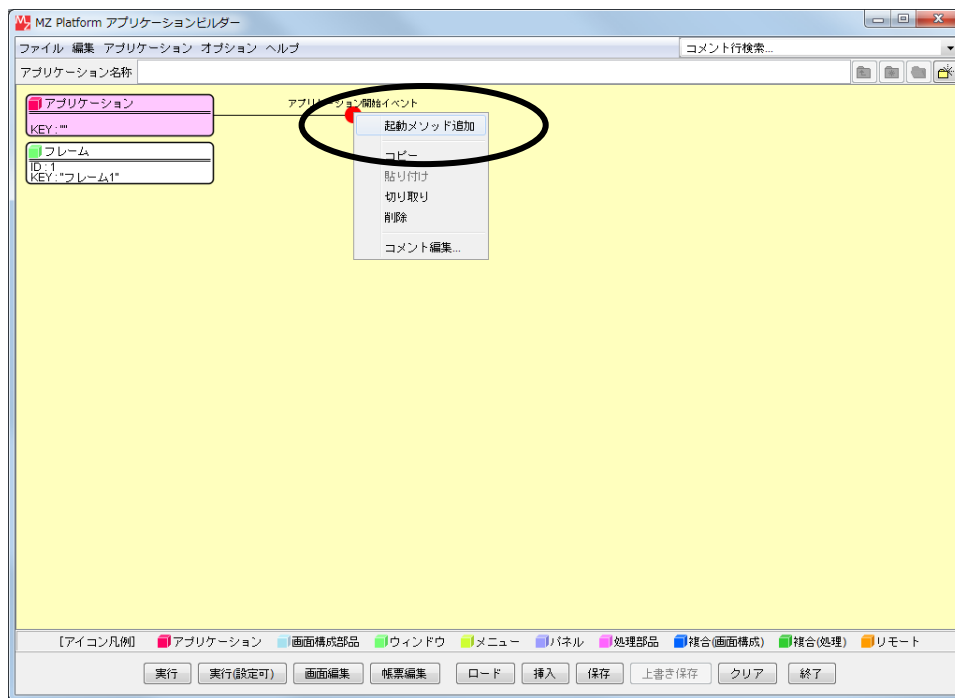 MZ Platform アプリケーションビルダー
ファイル 編集 アプリケーション オプション ヘルプ
コメント行検索...
アプリケーション名称
アプリケーション
KEY:""
アプリケーション開始イベント
フレーム
ID:1
KEY:"フレーム1"
起動メソッド追加
コピー
貼り付け
切り取り
削除
コメント編集...
[アイコン凡例] アプリケーション 画面構成部品 ウィンドウ メニュー パネル 処理部品 複合(画面構成) 複合(処理) リモート
実行 実行(設定可) 画面編集 帳票編集 ロード 挿入 保存 上書き保存 クリア 終了